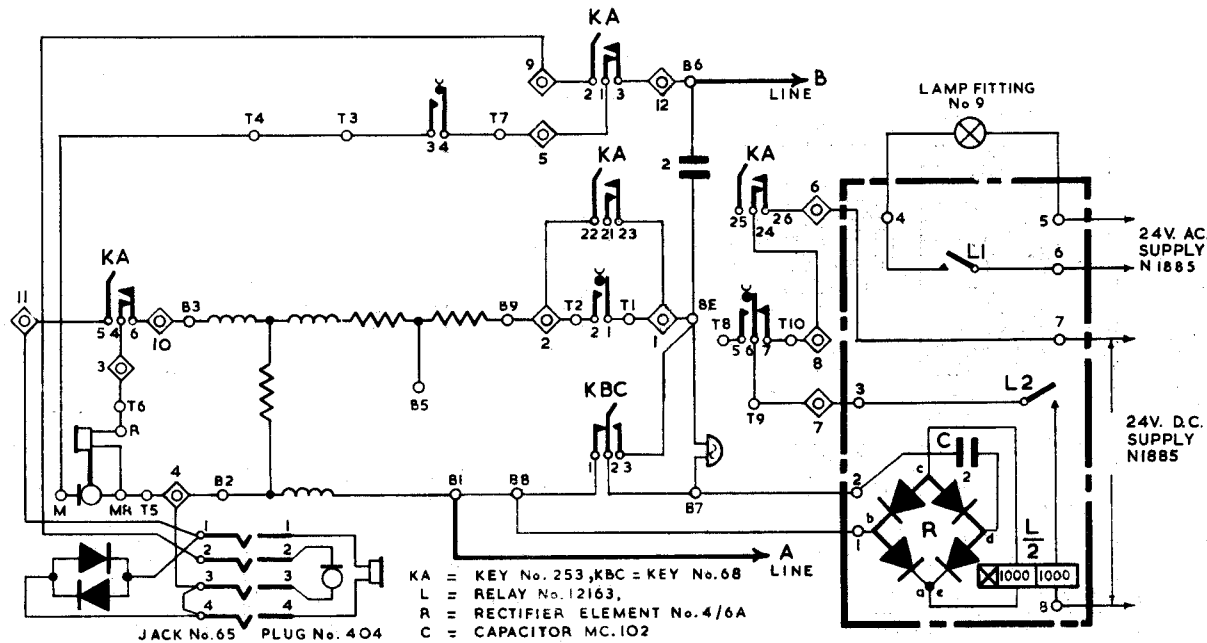 KA
9
2 1 3
12
B6
B
LINE
LAMP FITTING
No 9
T4
T3
3 4
T7
5
KA
2
KA
6
4
5
24V. AC.
SUPPLY
N1885
25
24
26
22 21 23
L1
6
KA
11
5 4 6
10
B3
B9
2
T2
2 1
T1
1
BE
T8
5 6 7
T10
8
7
3
T6
R
B5
KBC
T9
7
3
L2
24V. D.C.
SUPPLY
N1885
1 2 3
C
2
c
M
MR
T5
4
B2
B1
B8
B7
2
b
1
R
d
L
2
1 1
2 2
3 3
4 4
A
LINE
a e
1000 1000
8
KA = KEY No. 253, KBC = KEY No. 68
L = RELAY No. 12163,
R = RECTIFIER ELEMENT No. 4/6A
C = CAPACITOR MC. 102
JACK No. 65 PLUG No. 404